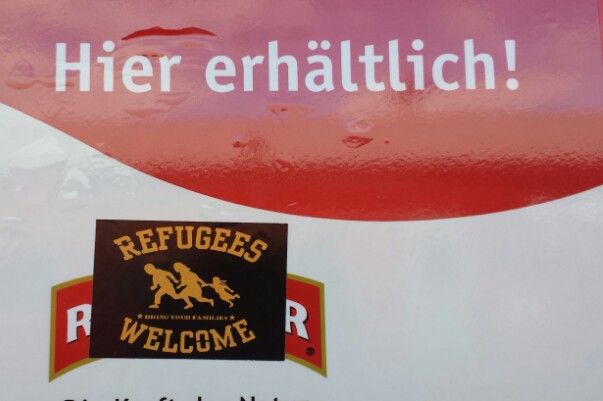 Hier erhältlich!
REFUGEES
★ BRING YOUR FAMILIES ★
R R ®
WELCOME